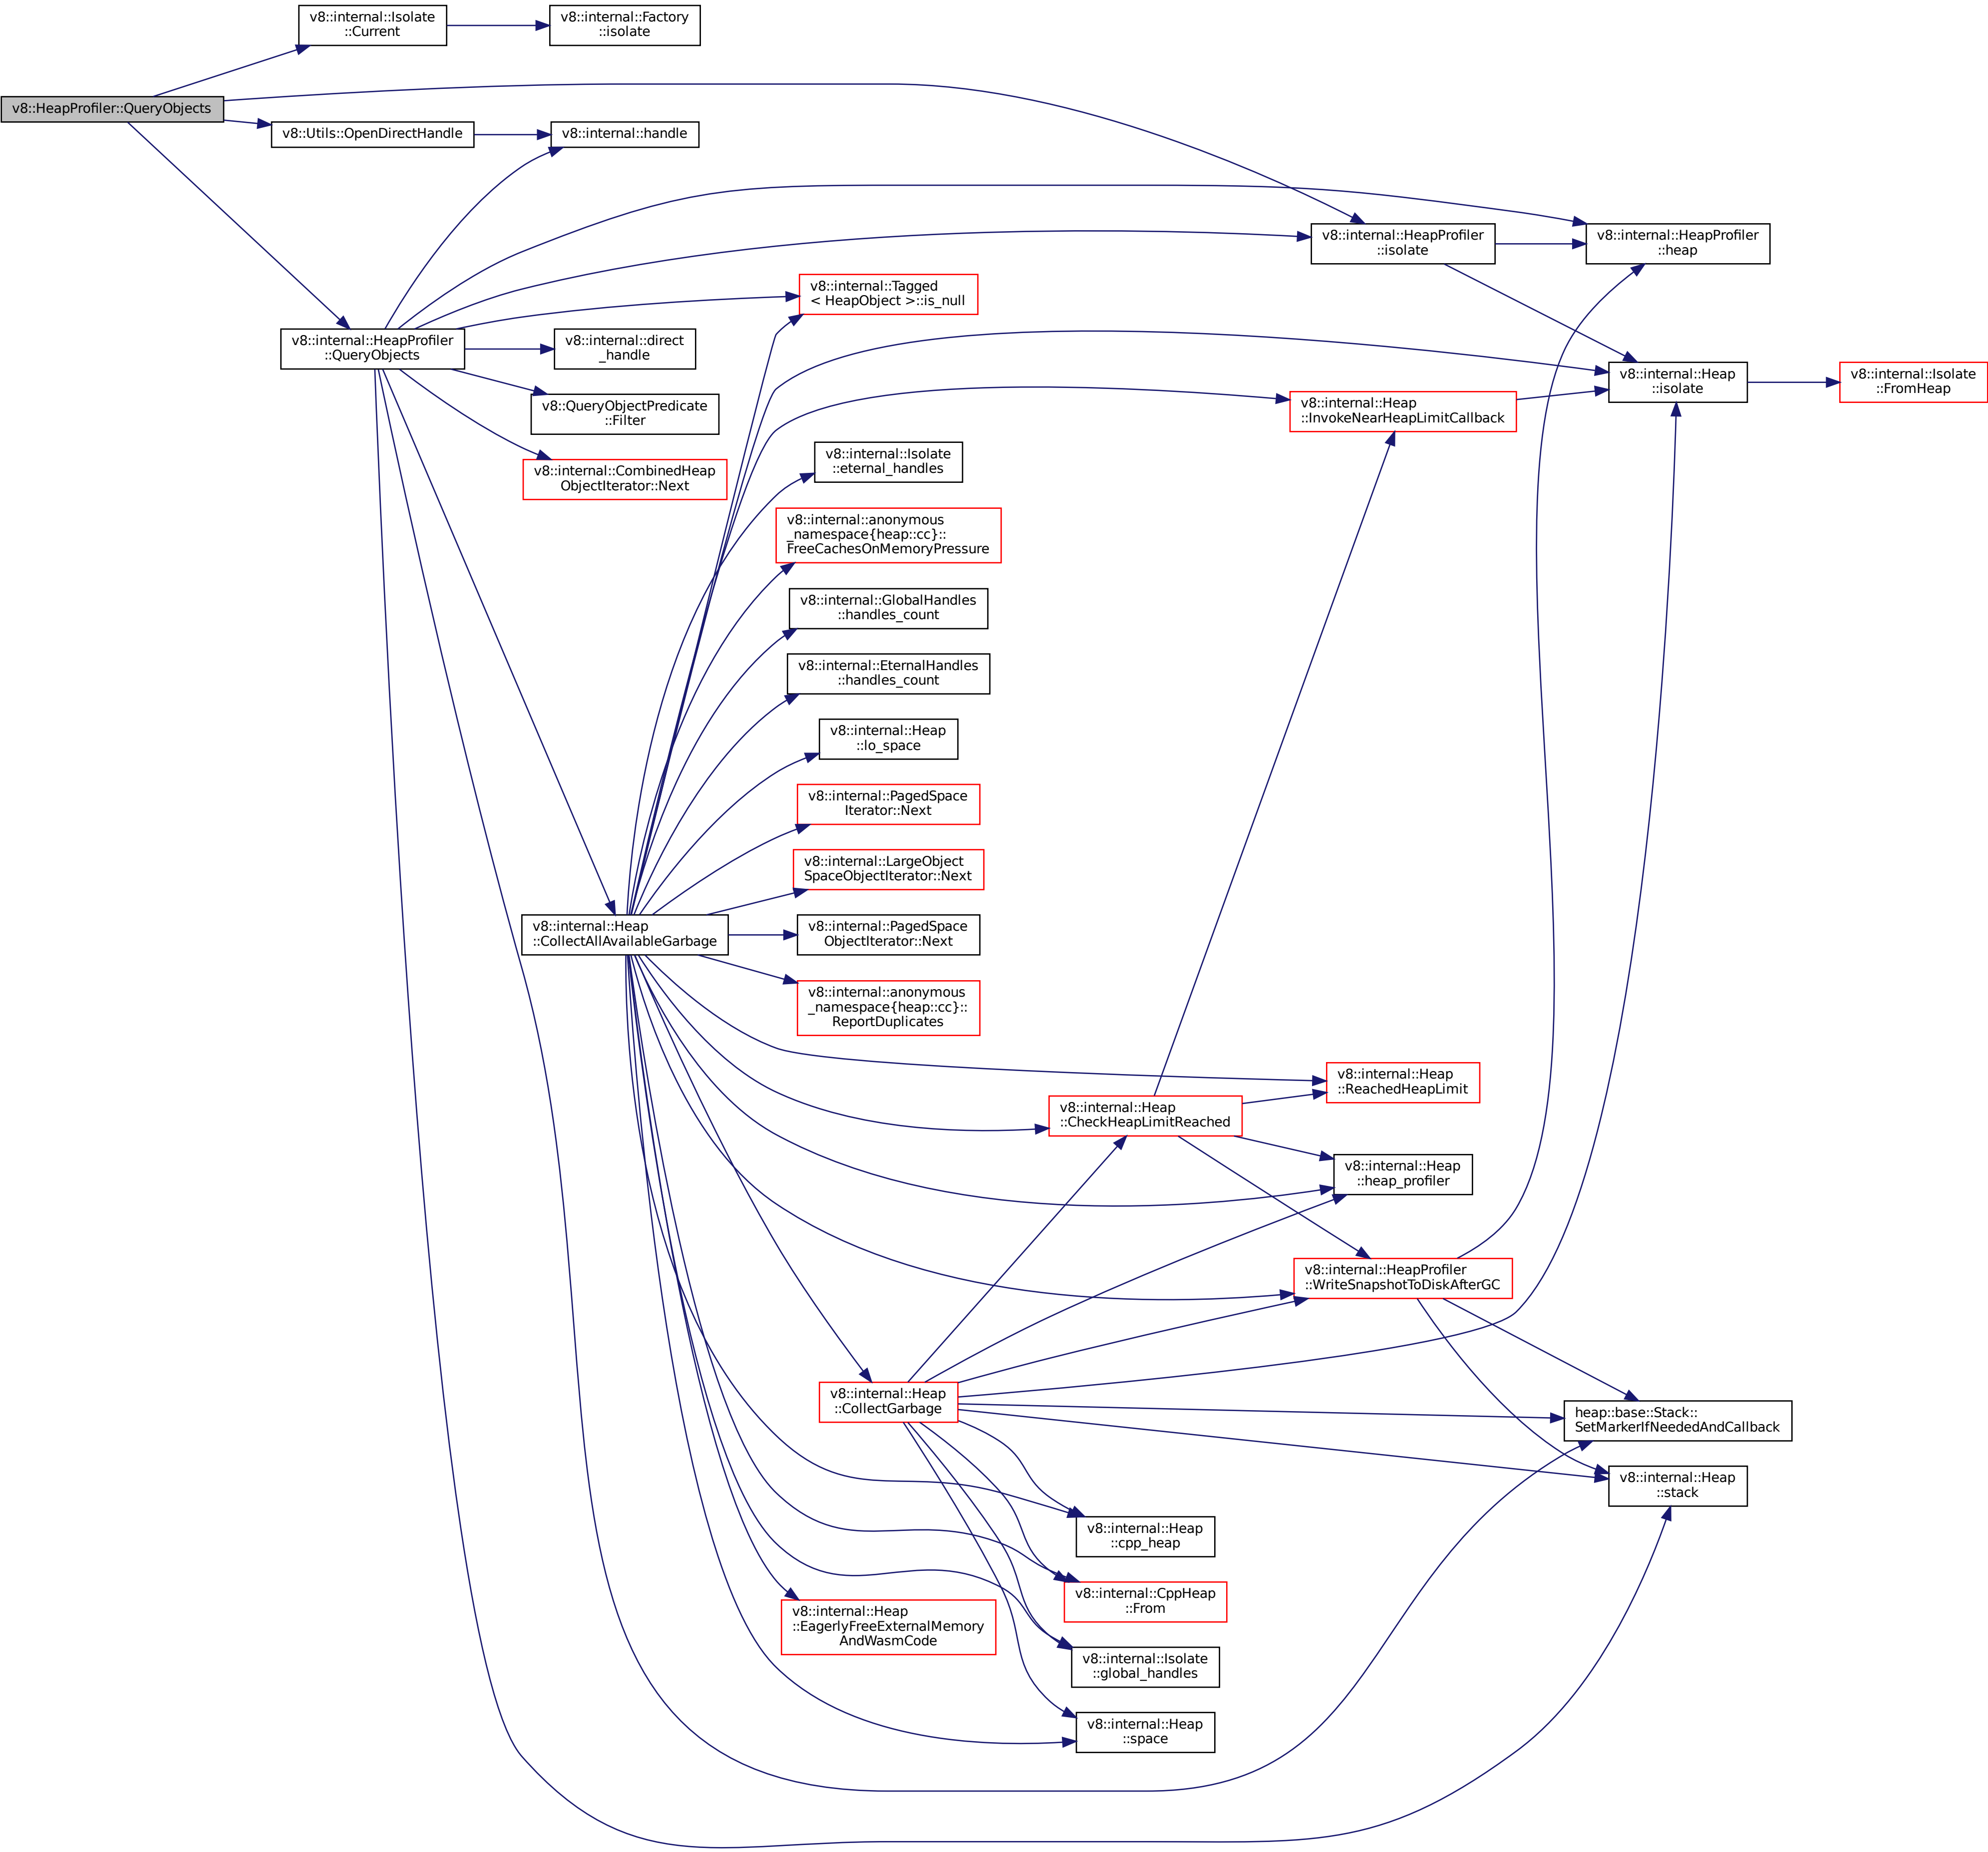 v8::internal::Isolate
::Current
v8::internal::Factory
::isolate
v8::HeapProfiler::QueryObjects
v8::Utils::OpenDirectHandle
v8::internal::handle
v8::internal::HeapProfiler
::isolate
v8::internal::HeapProfiler
::heap
v8::internal::Tagged
< HeapObject >::is_null
v8::internal::HeapProfiler
::QueryObjects
v8::internal::direct
_handle
v8::internal::Heap
::isolate
v8::internal::Isolate
::FromHeap
v8::QueryObjectPredicate
::Filter
v8::internal::Heap
::InvokeNearHeapLimitCallback
v8::internal::CombinedHeap
ObjectIterator::Next
v8::internal::Isolate
::eternal_handles
v8::internal::anonymous
_namespace{heap::cc}::
FreeCachesOnMemoryPressure
v8::internal::GlobalHandles
::handles_count
v8::internal::EternalHandles
::handles_count
v8::internal::Heap
::lo_space
v8::internal::PagedSpace
Iterator::Next
v8::internal::LargeObject
SpaceObjectIterator::Next
v8::internal::Heap
::CollectAllAvailableGarbage
v8::internal::PagedSpace
ObjectIterator::Next
v8::internal::anonymous
_namespace{heap::cc}::
ReportDuplicates
v8::internal::Heap
::ReachedHeapLimit
v8::internal::Heap
::CheckHeapLimitReached
v8::internal::Heap
::heap_profiler
v8::internal::HeapProfiler
::WriteSnapshotToDiskAfterGC
v8::internal::Heap
::CollectGarbage
heap::base::Stack::
SetMarkerIfNeededAndCallback
v8::internal::Heap
::stack
v8::internal::Heap
::cpp_heap
v8::internal::CppHeap
::From
v8::internal::Heap
::EagerlyFreeExternalMemory
AndWasmCode
v8::internal::Isolate
::global_handles
v8::internal::Heap
::space